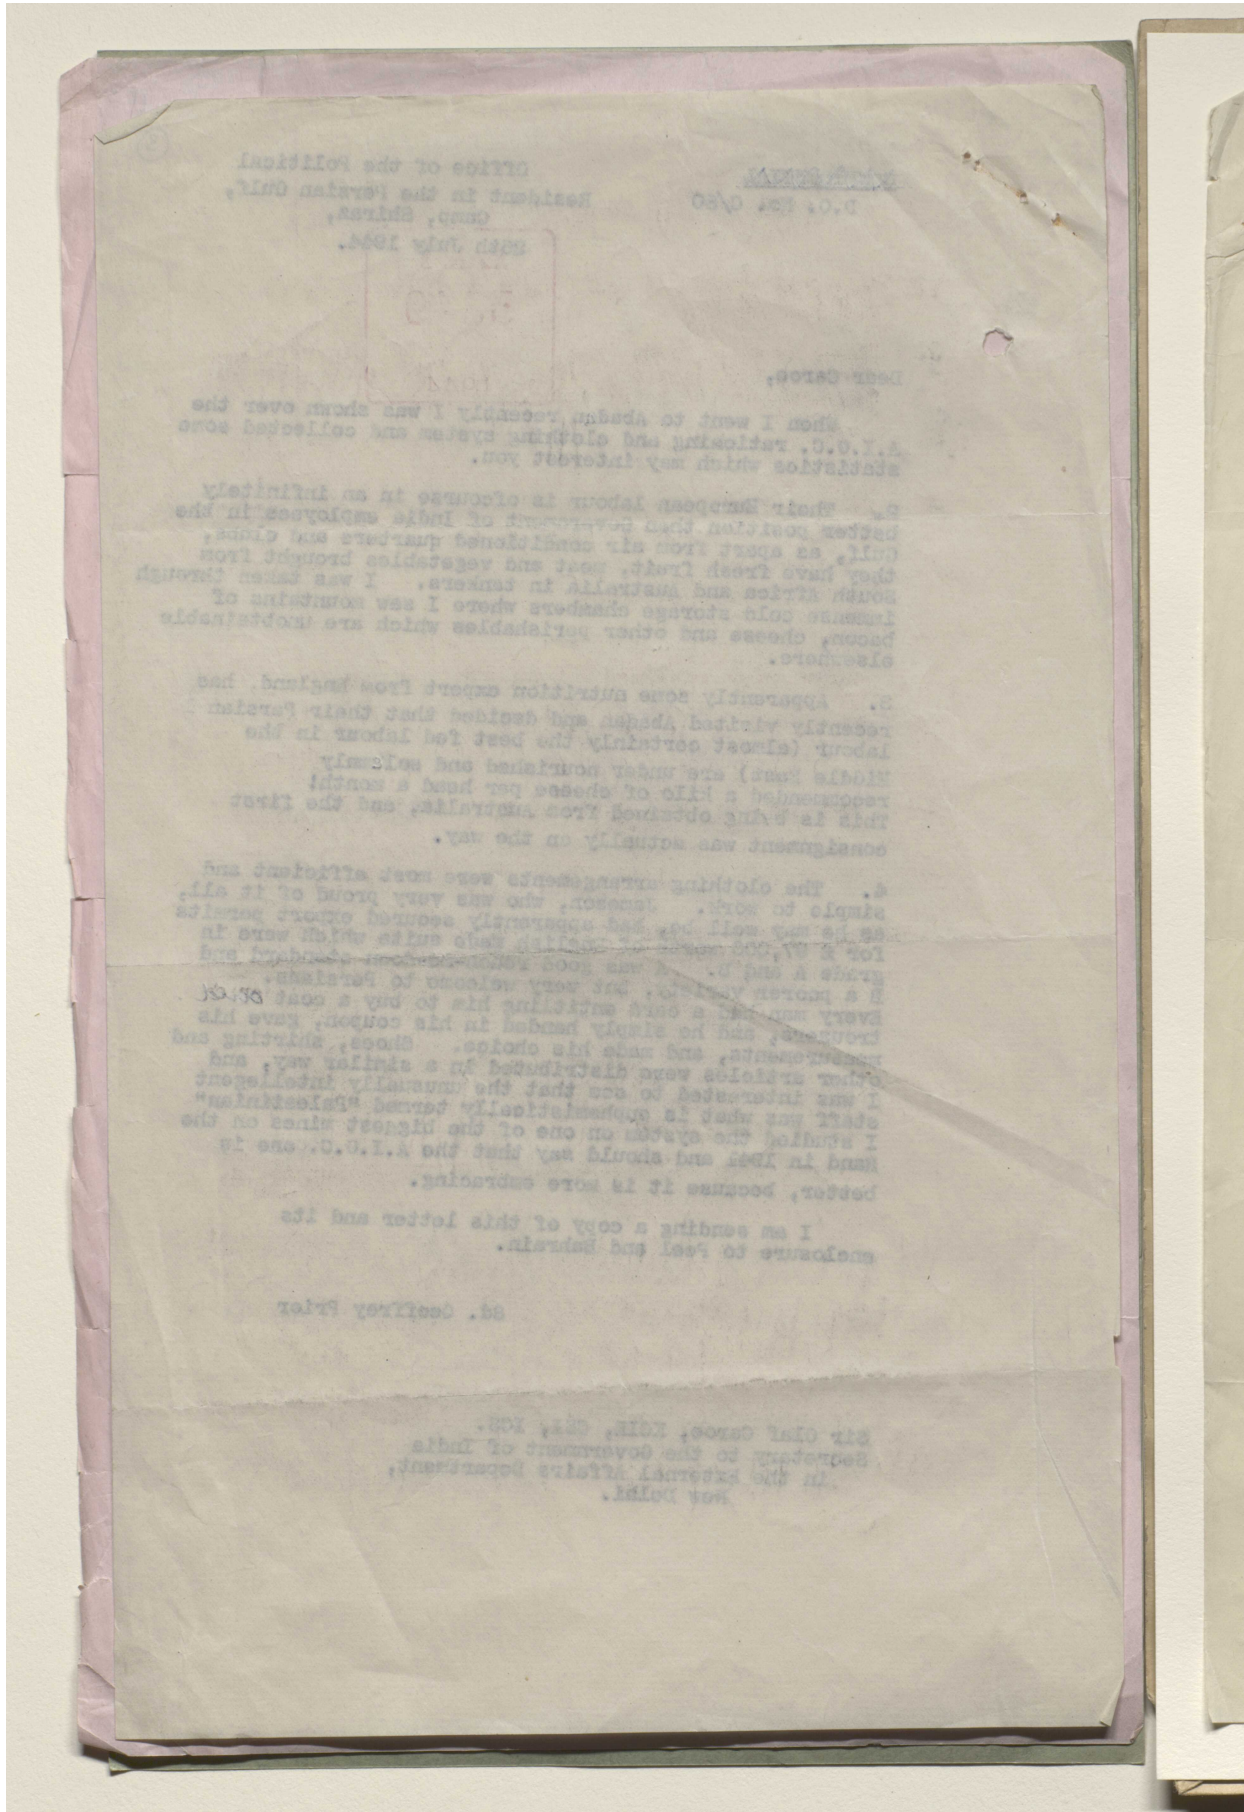 CONFIDENTIAL
D.O. No. C/80
Office of the Political
Resident in the Persian Gulf,
Camp, Shiraz,
25th July 1944.
Dear Caroe,
When I went to Abadan recently I was shown over the
A.I.O.C. rationing and clothing system and collected some
statistics which may interest you.
2. Their European labour is ofcourse in an infinitely
better position than Government of India employees in the
Gulf, as apart from air conditioned quarters and clubs,
they have fresh fruit, meat and vegetables brought from
South Africa and Australia in tankers. I was taken through
immense cold storage chambers where I saw mountains of
bacon, cheese and other perishables which are unobtainable
elsewhere.
3. Apparently some nutrition expert from England, has
recently visited Abadan and decided that their Persian
labour (almost certainly the best fed labour in the
Middle East) are under nourished and solemnly
recommended a kilo of cheese per head a month!
This is being obtained from Australia, and the first
consignment was actually on the way.
4. The clothing arrangements were most efficient and
simple to work. Jameson, who was very proud of it all,
as he may well be, had apparently secured export permits
for £ 67,000 worth of English made suits which were in
grade A and B. A was good standard and
B a poorer variety, but very welcome to Persians.
Every man had a card entitling him to buy a coat or
trousers, and he simply handed in his coupon, gave his
measurements, and made his choice. Shoes, shirting and
other articles were distributed in a similar way, and
I was interested to see that the unusually intellegent
staff was what is euphemistically termed "Palestinian"
I studied the system on one of the biggest mines on the
Rand in 1941 and should say that the A.I.O.C. one is
better, because it is more embracing.
I am sending a copy of this letter and its
enclosure to Peel and Bahrain.
Sd. Geoffrey Prior
Sir Olaf Caroe, KCIE, CSI, ICS.
Secretary to the Government of India
in the External Affairs Department,
New Delhi.